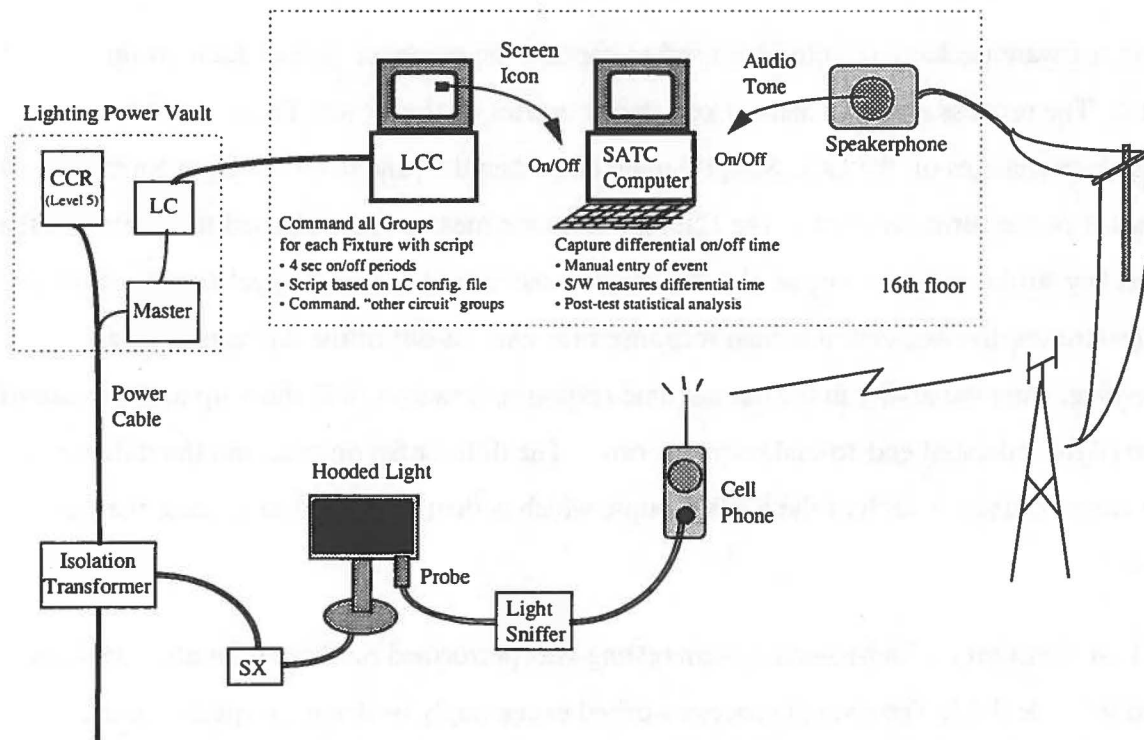 Screen
Icon
Audio
Tone
Lighting Power Vault
CCR
(Level 5)
LC
Master
LCC
On/Off
SATC
Computer
On/Off
Speakerphone
Command all Groups
for each Fixture with script
• 4 sec on/off periods
• Script based on LC config. file
• Command. "other circuit" groups
Capture differential on/off time
• Manual entry of event
• S/W measures differential time
• Post-test statistical analysis
16th floor
Power
Cable
Hooded Light
Cell
Phone
Isolation
Transformer
Probe
Light
Sniffer
SX